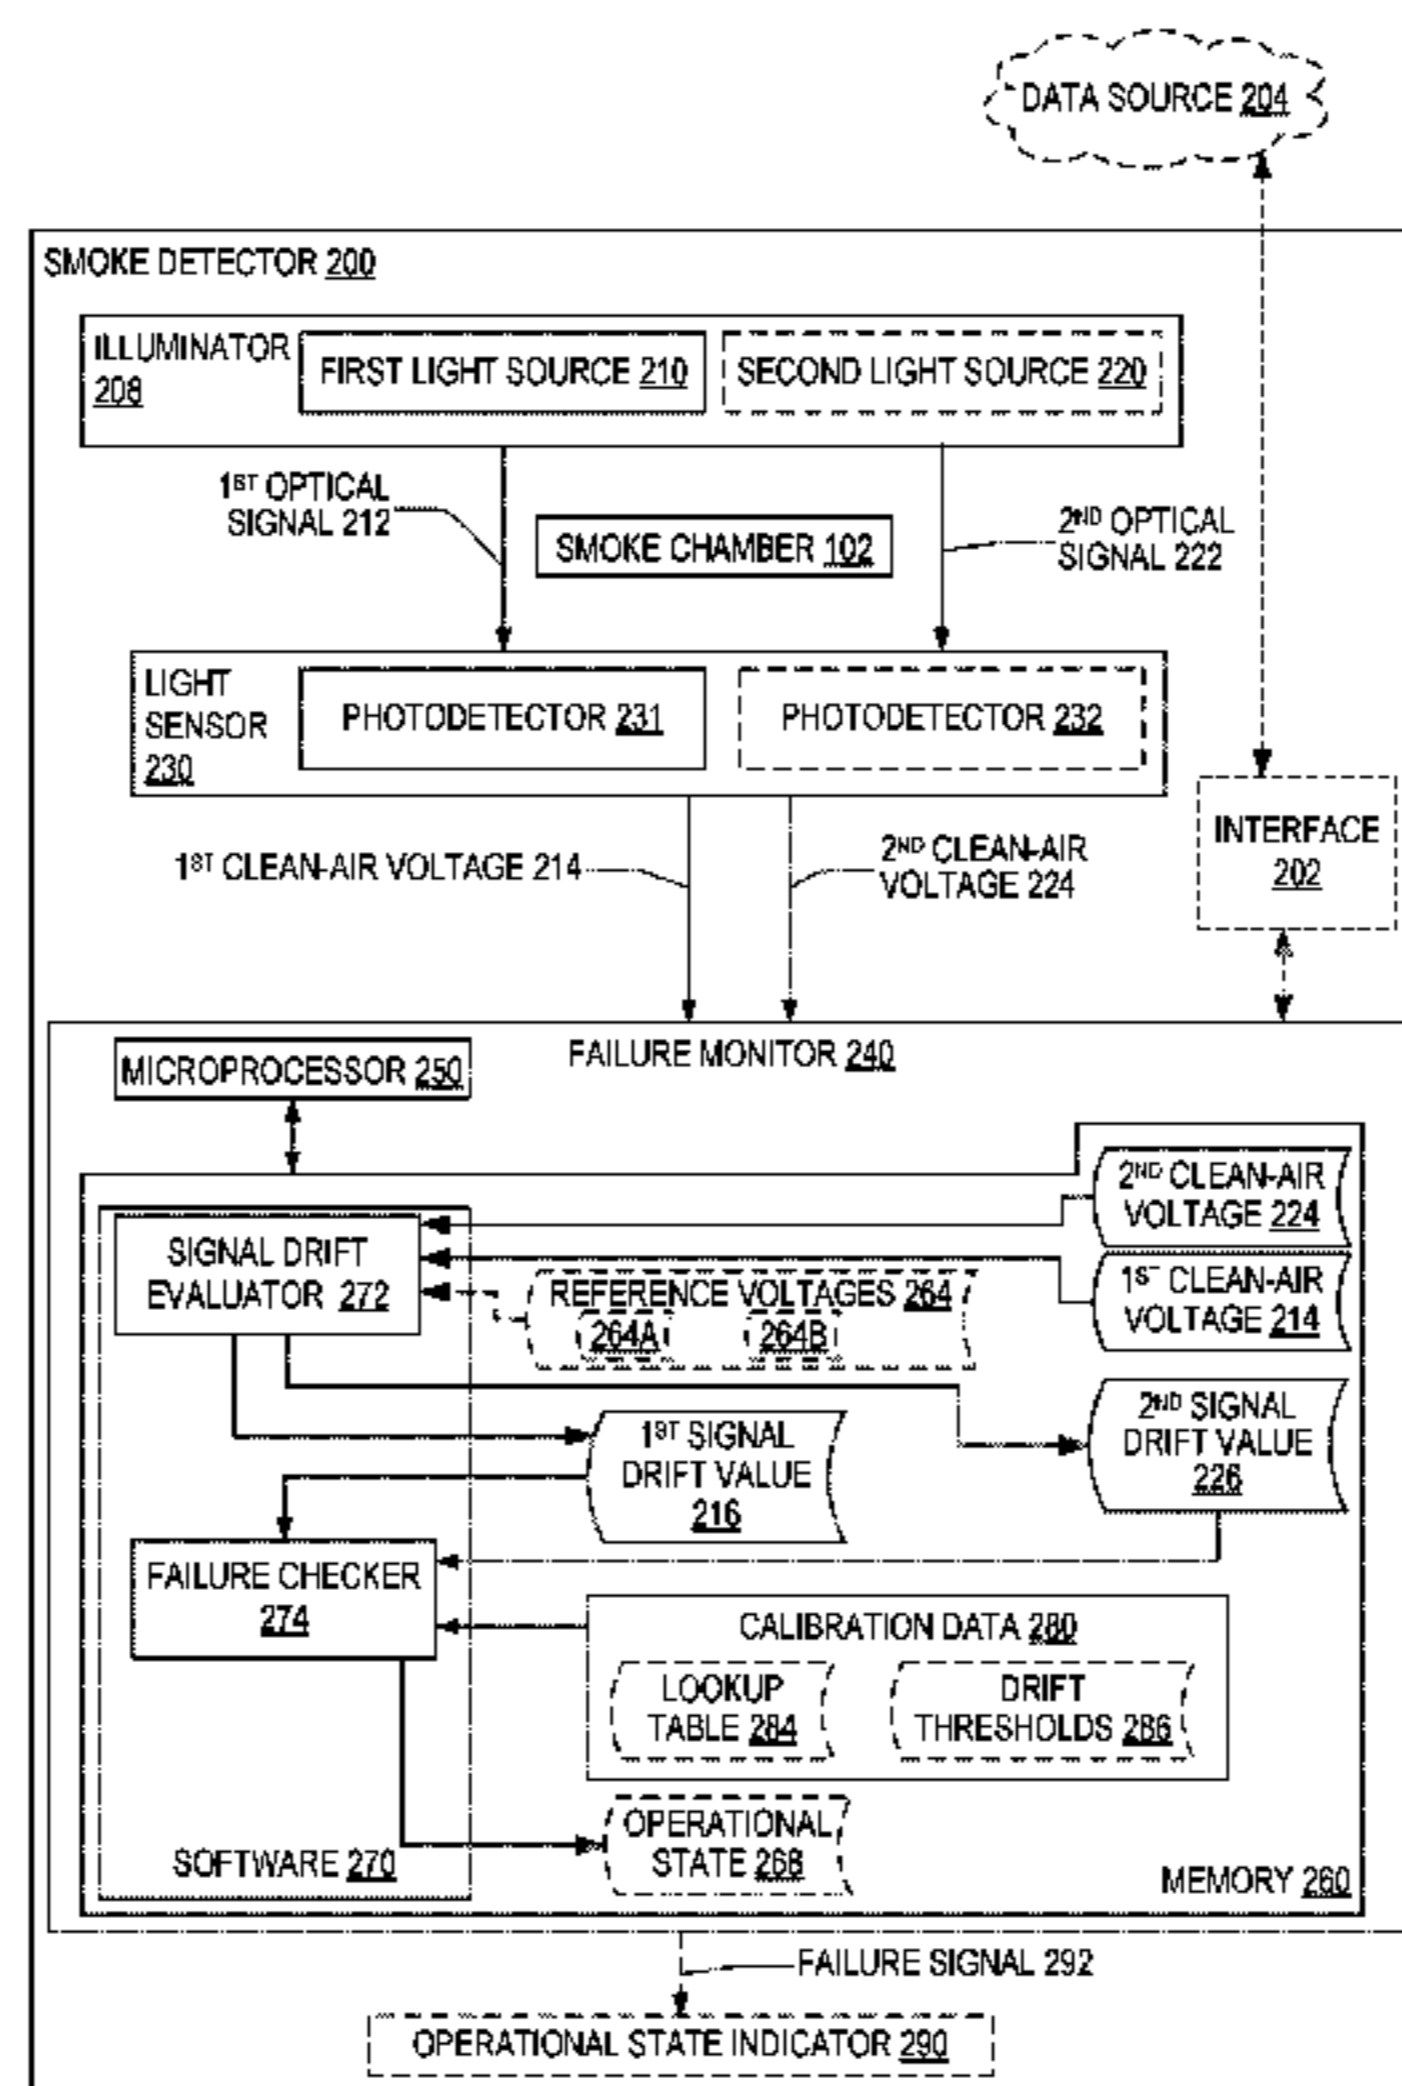 DATA SOURCE 204
SMOKE DETECTOR 200
ILLUMINATOR
208
FIRST LIGHT SOURCE 210
SECOND LIGHT SOURCE 220
1ST OPTICAL
SIGNAL 212
SMOKE CHAMBER 102
2ND OPTICAL
SIGNAL 222
LIGHT
SENSOR
230
PHOTODETECTOR 231
PHOTODETECTOR 232
INTERFACE
202
1ST CLEAN-AIR VOLTAGE 214
2ND CLEAN-AIR
VOLTAGE 224
FAILURE MONITOR 240
MICROPROCESSOR 250
2ND CLEAN-AIR
VOLTAGE 224
SIGNAL DRIFT
EVALUATOR 272
REFERENCE VOLTAGES 264
264A
264B
1ST CLEAN-AIR
VOLTAGE 214
1ST SIGNAL
DRIFT VALUE
216
2ND SIGNAL
DRIFT VALUE
226
FAILURE CHECKER
274
CALIBRATION DATA 280
LOOKUP
TABLE 284
DRIFT
THRESHOLDS 286
OPERATIONAL
STATE 268
SOFTWARE 270
MEMORY 260
FAILURE SIGNAL 292
OPERATIONAL STATE INDICATOR 290